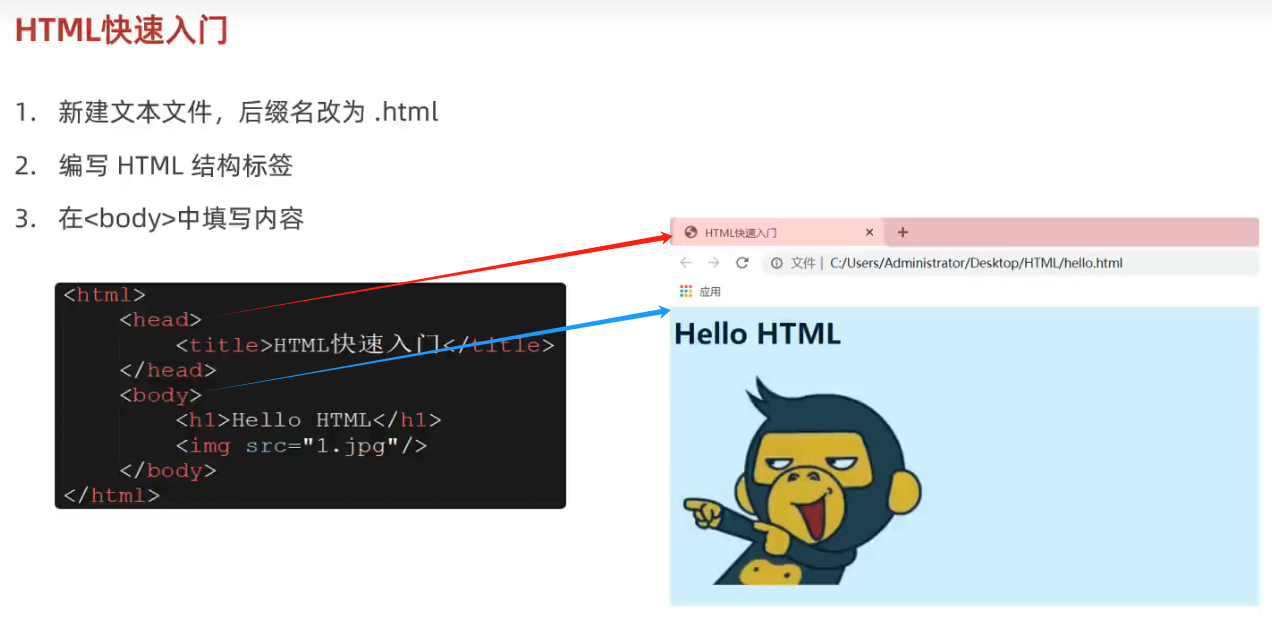 HTML快速入门
1. 新建文本文件，后缀名改为 .html
2. 编写 HTML 结构标签
3. 在<body>中填写内容
<html>
<head>
<title>HTML快速入门</title>
</head>
<body>
<h1>Hello HTML</h1>
<img src="1.jpg"/>
</body>
</html>
HTML快速入门 × +
文件 | C:/Users/Administrator/Desktop/HTML/hello.html
应用
Hello HTML